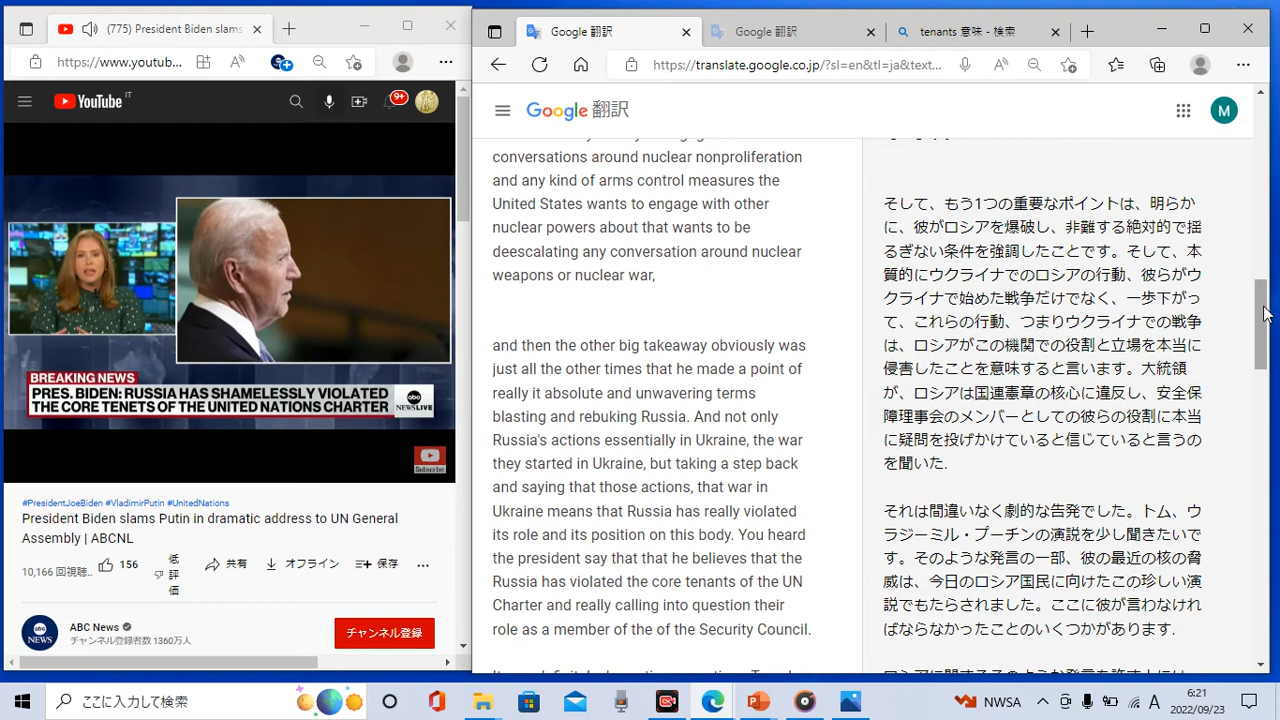 (775) President Biden slams
https://www.youtub...
YouTube IT
9+
BREAKING NEWS
PRES. BIDEN: RUSSIA HAS SHAMELESSLY VIOLATED
THE CORE TENETS OF THE UNITED NATIONS CHARTER
abc
NEWSLIVE
Subscribe
#PresidentJoeBiden #VladimirPutin #UnitedNations
President Biden slams Putin in dramatic address to UN General
Assembly | ABCNL
10,166 回視聴...
156
低評価
共有
オフライン
保存
abc
NEWS
ABC News
チャンネル登録者数 1360万人
チャンネル登録
Google 翻訳
Google 翻訳
tenants 意味 - 検索
https://translate.google.co.jp/?sl=en&tl=ja&text...
Google 翻訳
M
conversations around nuclear nonproliferation
and any kind of arms control measures the
United States wants to engage with other
nuclear powers about that wants to be
deescalating any conversation around nuclear
weapons or nuclear war,
and then the other big takeaway obviously was
just all the other times that he made a point of
really it absolute and unwavering terms
blasting and rebuking Russia. And not only
Russia's actions essentially in Ukraine, the war
they started in Ukraine, but taking a step back
and saying that those actions, that war in
Ukraine means that Russia has really violated
its role and its position on this body. You heard
the president say that that he believes that the
Russia has violated the core tenants of the UN
Charter and really calling into question their
role as a member of the of the Security Council.
そして、もう1つの重要なポイントは、明らか
に、彼がロシアを爆破し、非難する絶対的で揺
るぎない条件を強調したことです。そして、本
質的にウクライナでのロシアの行動、彼らがウ
クライナで始めた戦争だけでなく、一歩下がっ
て、これらの行動、つまりウクライナでの戦争
は、ロシアがこの機関での役割と立場を本当に
侵害したことを意味すると言います。大統領
が、ロシアは国連憲章の核心に違反し、安全保
障理事会のメンバーとしての彼らの役割に本当
に疑問を投げかけていると信じていると言うの
を聞いた.
それは間違いなく劇的な告発でした。トム、ウ
ラジーミル・プーチンの演説を少し聞きたいで
す。そのような発言の一部、彼の最近の核の脅
威は、今日のロシア国民に向けたこの珍しい演
説でもたらされました。ここに彼が言わなけれ
ばならなかったことのいくつかがあります.
ここに入力して検索
NWSA
A
6:21
2022/09/23